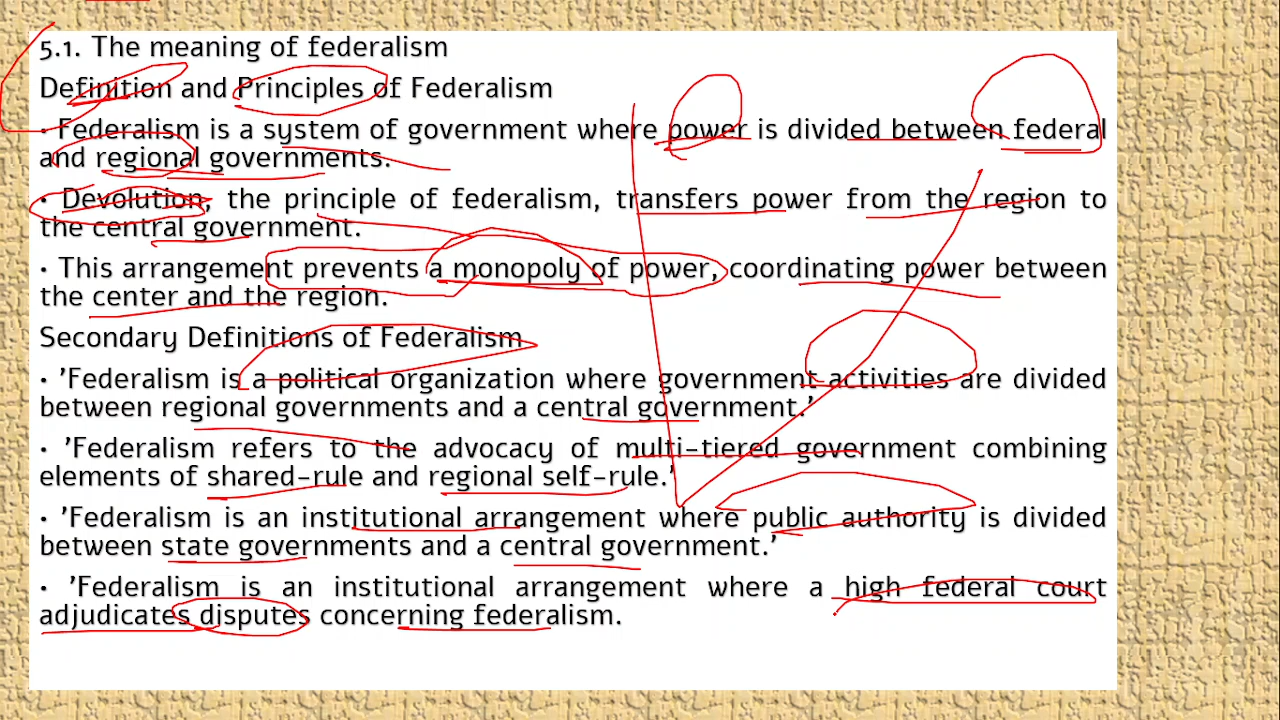 5.1. The meaning of federalism
Definition and Principles of Federalism
• Federalism is a system of government where power is divided between federal
and regional governments.
• Devolution, the principle of federalism, transfers power from the region to
the central government.
• This arrangement prevents a monopoly of power, coordinating power between
the center and the region.
Secondary Definitions of Federalism
• 'Federalism is a political organization where government activities are divided
between regional governments and a central government.'
• 'Federalism refers to the advocacy of multi-tiered government combining
elements of shared-rule and regional self-rule.'
• 'Federalism is an institutional arrangement where public authority is divided
between state governments and a central government.'
• 'Federalism is an institutional arrangement where a high federal court
adjudicates disputes concerning federalism.